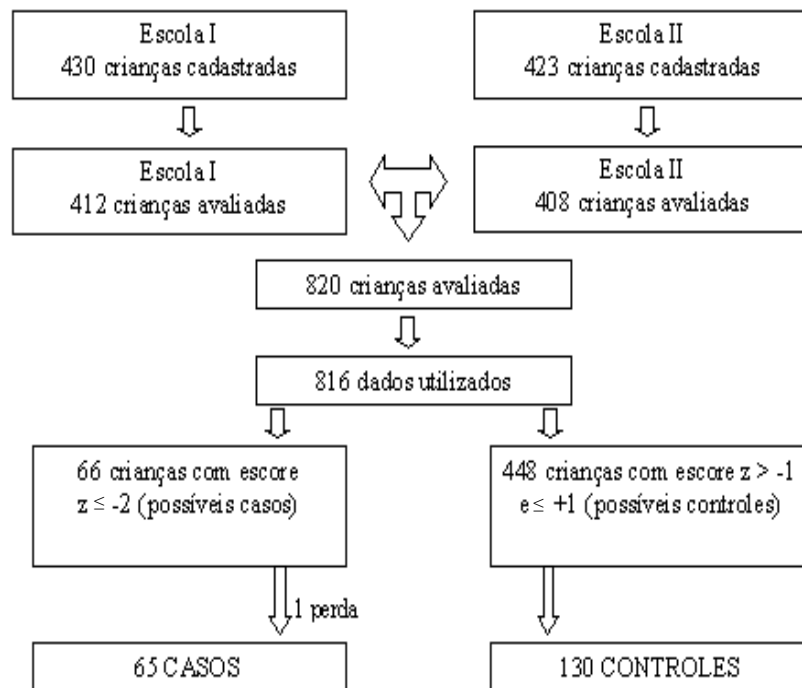 Escola I
430 crianças cadastradas
Escola II
423 crianças cadastradas
Escola I
412 crianças avaliadas
Escola II
408 crianças avaliadas
820 crianças avaliadas
816 dados utilizados
66 crianças com escore
z ≤ -2 (possíveis casos)
448 crianças com escore z > -1
e ≤ +1 (possíveis controles)
1 perda
65 CASOS
130 CONTROLES